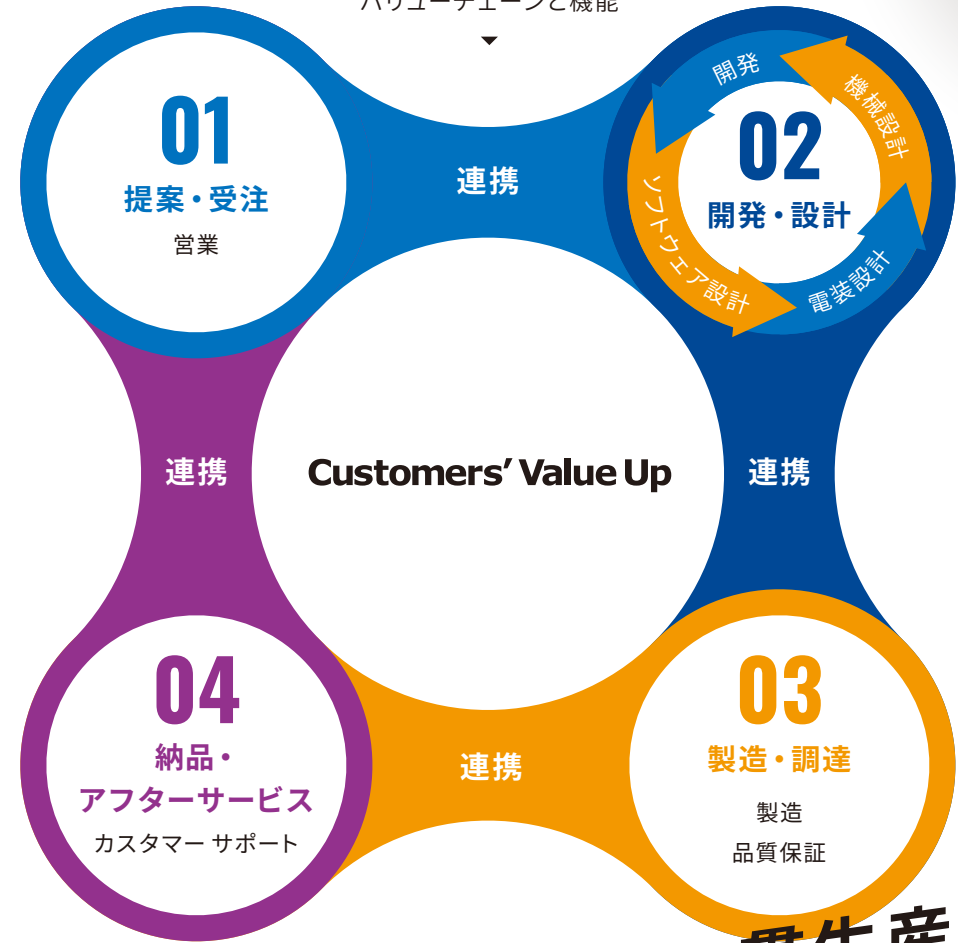 バリューチェーンと機能
01
提案・受注
営業
連携
02
開発・設計
開発
機械設計
電装設計
ソフトウェア設計
連携
Customers’ Value Up
連携
04
納品・
アフターサービス
カスタマー サポート
連携
03
製造・調達
製造
品質保証
貫生産